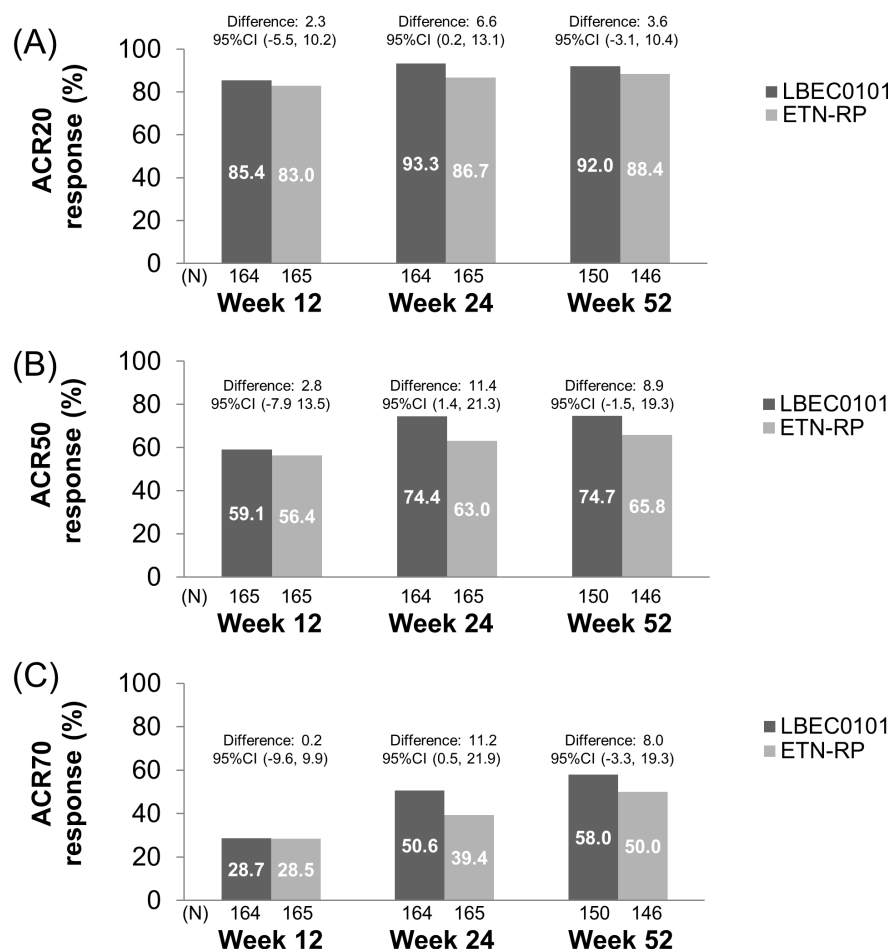 (A)
Difference: 2.3 Difference: 6.6 Difference: 3.6
95%CI (-5.5, 10.2) 95%CI (0.2, 13.1) 95%CI (-3.1, 10.4)
ACR20
response (%)
100
80
60
40
20
0
85.4 83.0 93.3 86.7 92.0 88.4
LBEC0101
ETN-RP
(N) 164 165 164 165 150 146
Week 12 Week 24 Week 52
(B)
Difference: 2.8 Difference: 11.4 Difference: 8.9
95%CI (-7.9 13.5) 95%CI (1.4, 21.3) 95%CI (-1.5, 19.3)
ACR50
response (%)
100
80
60
40
20
0
59.1 56.4 74.4 63.0 74.7 65.8
LBEC0101
ETN-RP
(N) 165 165 164 165 150 146
Week 12 Week 24 Week 52
(C)
Difference: 0.2 Difference: 11.2 Difference: 8.0
95%CI (-9.6, 9.9) 95%CI (0.5, 21.9) 95%CI (-3.3, 19.3)
ACR70
response (%)
100
80
60
40
20
0
28.7 28.5 50.6 39.4 58.0 50.0
LBEC0101
ETN-RP
(N) 164 165 164 165 150 146
Week 12 Week 24 Week 52